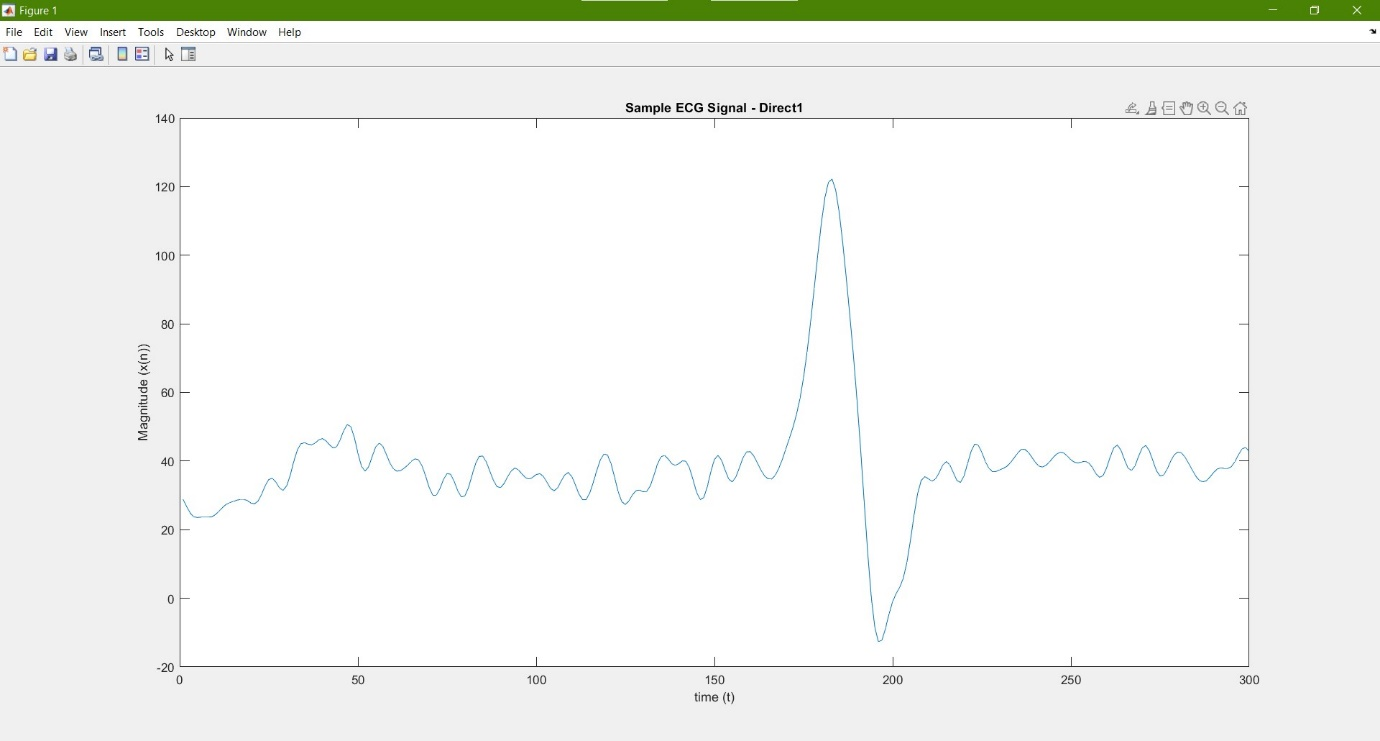 Figure 1
File Edit View Insert Tools Desktop Window Help
Sample ECG Signal - Direct1
140
120
100
80
60
40
20
0
-20
Magnitude (x(n))
0 50 100 150 200 250 300
time (t)